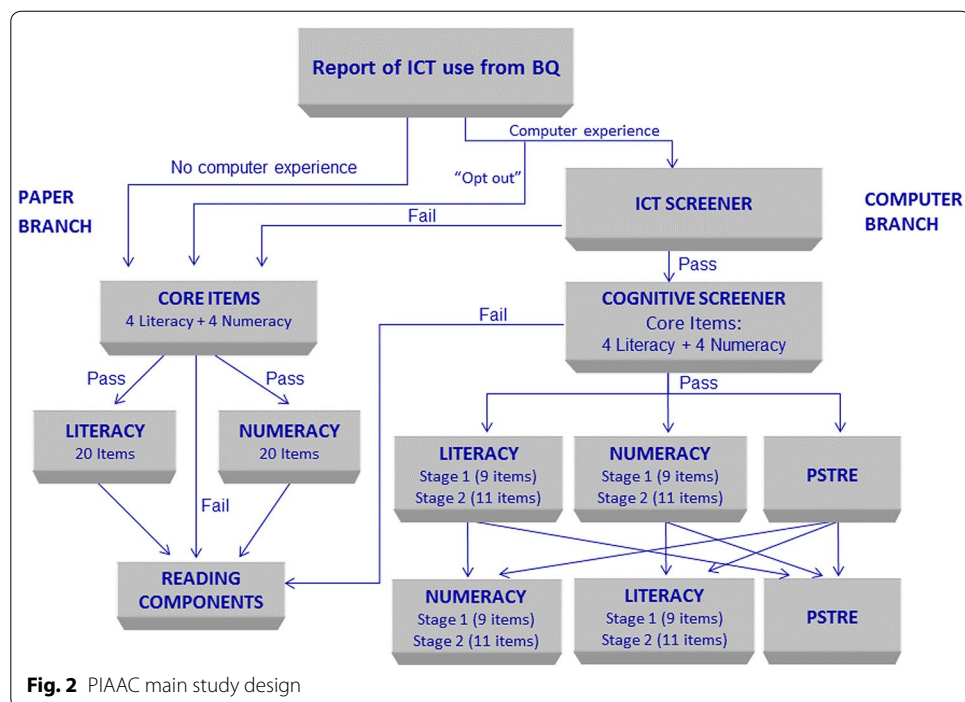 Report of ICT use from BQ
Computer experience
No computer experience
"Opt out"
PAPER
BRANCH
ICT SCREENER
COMPUTER
BRANCH
Fail
Pass
CORE ITEMS
4 Literacy + 4 Numeracy
Fail
COGNITIVE SCREENER
Core Items:
4 Literacy + 4 Numeracy
Pass
Pass
Pass
LITERACY
20 Items
NUMERACY
20 Items
LITERACY
Stage 1 (9 items)
Stage 2 (11 items)
NUMERACY
Stage 1 (9 items)
Stage 2 (11 items)
PSTRE
Fail
READING
COMPONENTS
NUMERACY
Stage 1 (9 items)
Stage 2 (11 items)
LITERACY
Stage 1 (9 items)
Stage 2 (11 items)
PSTRE
Fig. 2 PIAAC main study design